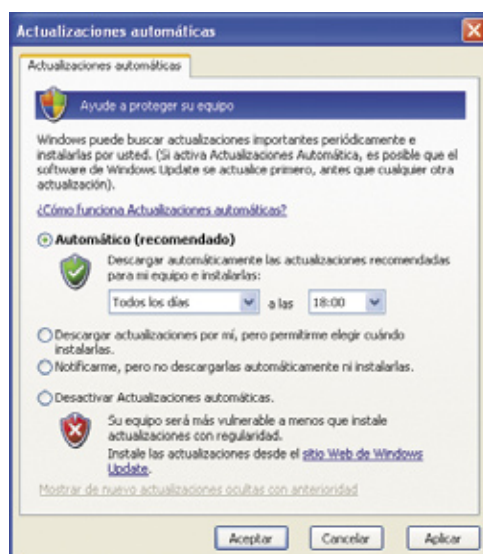 Actualizaciones automáticas
Actualizaciones automáticas
Ayude a proteger su equipo
Windows puede buscar actualizaciones importantes periódicamente e
instalarlas por usted. (Si activa Actualizaciones Automática, es posible que el
software de Windows Update se actualice primero, antes que cualquier otra
actualización).
¿Cómo funciona Actualizaciones automáticas?
Automático (recomendado)
Descargar automáticamente las actualizaciones recomendadas
para mi equipo e instalarlas:
Todos los días a las 18:00
Descargar actualizaciones por mí, pero permitirme elegir cuándo
instalarlas.
Notificarme, pero no descargarlas automáticamente ni instalarlas.
Desactivar Actualizaciones automáticas.
Su equipo será más vulnerable a menos que instale
actualizaciones con regularidad.
Instale las actualizaciones desde el sitio Web de Windows
Update.
Mostrar de nuevo actualizaciones ocultas con anterioridad
Aceptar Cancelar Aplicar